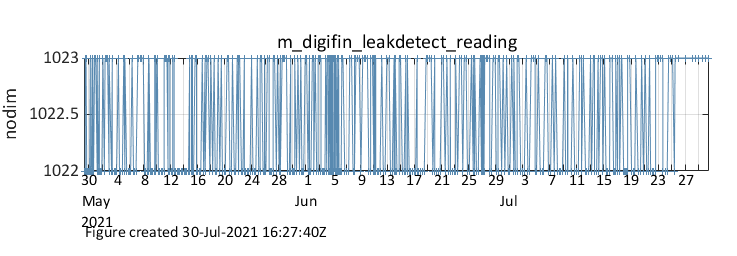 m_digifin_leakdetect_reading
1023
1022.5
1022
nodim
30 4 8 12 16 20 24 28 1 5 9 13 17 21 25 29 3 7 11 15 19 23 27
May Jun Jul
2021
Figure created 30-Jul-2021 16:27:40Z